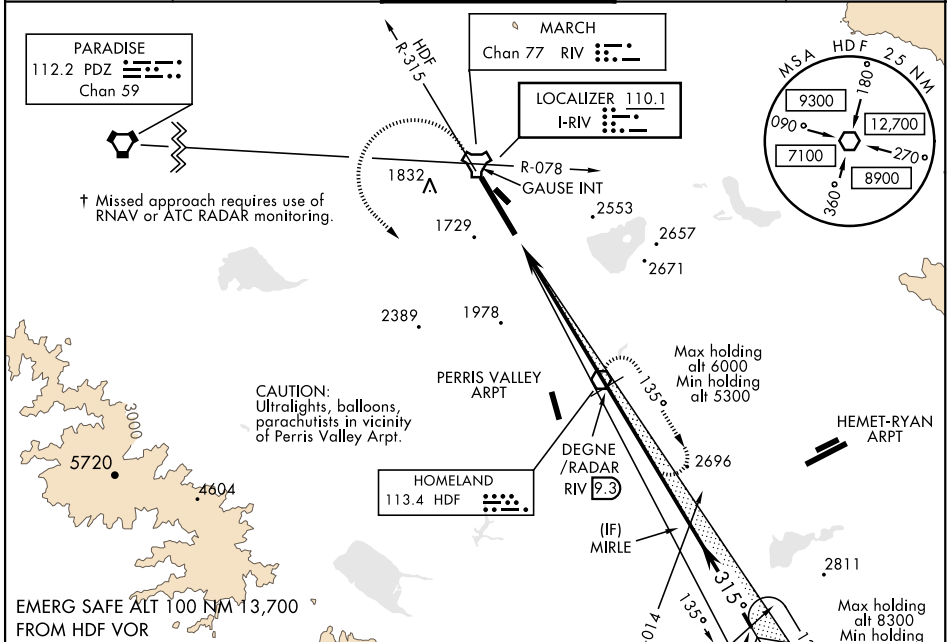 PARADISE
112.2 PDZ
Chan 59
HDF
R-315
MARCH
Chan 77 RIV
LOCALIZER 110.1
I-RIV
MSA HDF 25 NM
180°
9300
090°
12,700
7100
270°
8900
360°
R-078
GAUSE INT
1832
† Missed approach requires use of
RNAV or ATC RADAR monitoring.
1729
2553
2657
2671
2389
1978
3000
CAUTION:
Ultralights, balloons,
parachutists in vicinity
of Perris Valley Arpt.
PERRIS VALLEY
ARPT
Max holding
alt 6000
Min holding
alt 5300
135°
HEMET-RYAN
ARPT
5720
4604
HOMELAND
113.4 HDF
DEGNE
/RADAR
RIV 9.3
2696
(IF)
MIRLE
2811
315°
135°
EMERG SAFE ALT 100 NM 13,700
FROM HDF VOR
Max holding
alt 8300
Min holding